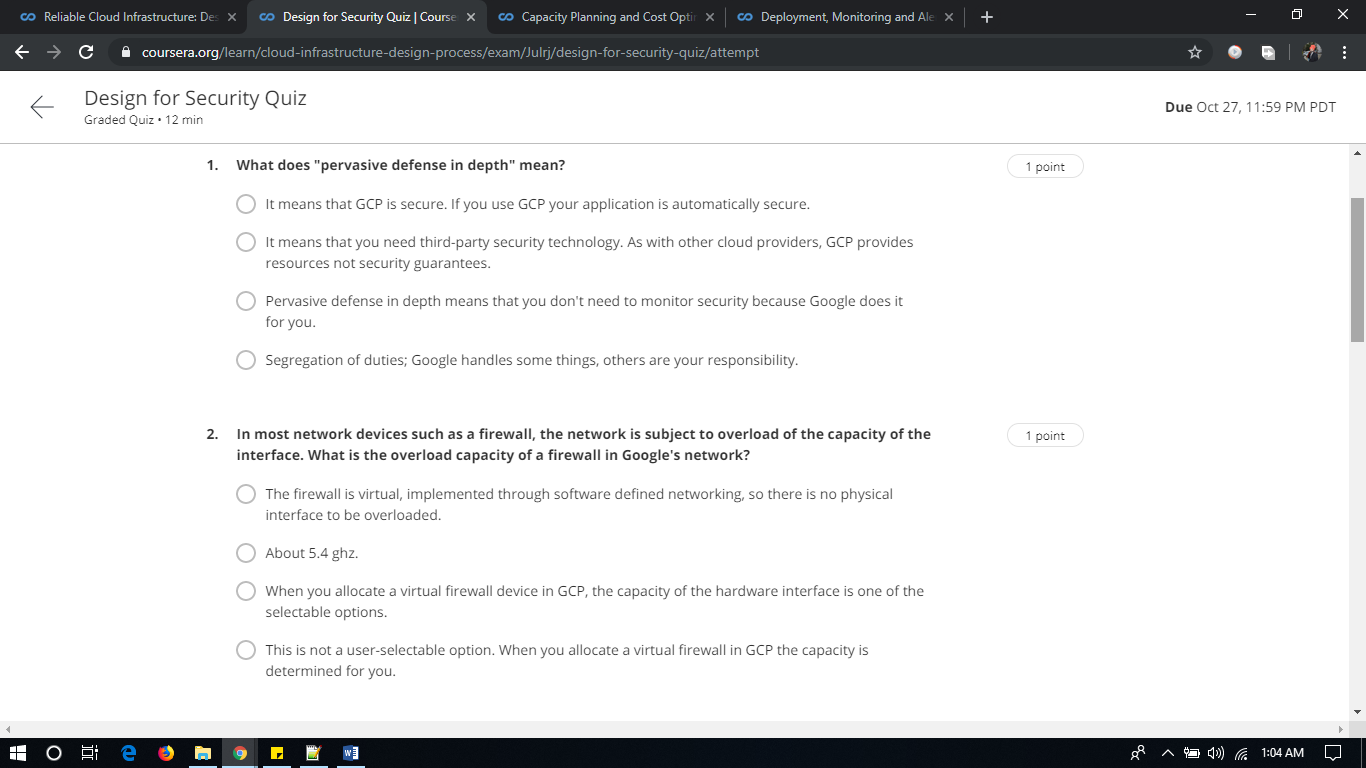 Reliable Cloud Infrastructure: Des
Design for Security Quiz | Course
Capacity Planning and Cost Opti
Deployment, Monitoring and Ale
coursera.org/learn/cloud-infrastructure-design-process/exam/Julrj/design-for-security-quiz/attempt
Design for Security Quiz
Graded Quiz • 12 min
Due Oct 27, 11:59 PM PDT
1. What does "pervasive defense in depth" mean?
1 point
It means that GCP is secure. If you use GCP your application is automatically secure.
It means that you need third-party security technology. As with other cloud providers, GCP provides
resources not security guarantees.
Pervasive defense in depth means that you don't need to monitor security because Google does it
for you.
Segregation of duties; Google handles some things, others are your responsibility.
2. In most network devices such as a firewall, the network is subject to overload of the capacity of the
interface. What is the overload capacity of a firewall in Google's network?
1 point
The firewall is virtual, implemented through software defined networking, so there is no physical
interface to be overloaded.
About 5.4 ghz.
When you allocate a virtual firewall device in GCP, the capacity of the hardware interface is one of the
selectable options.
This is not a user-selectable option. When you allocate a virtual firewall in GCP the capacity is
determined for you.
1:04 AM